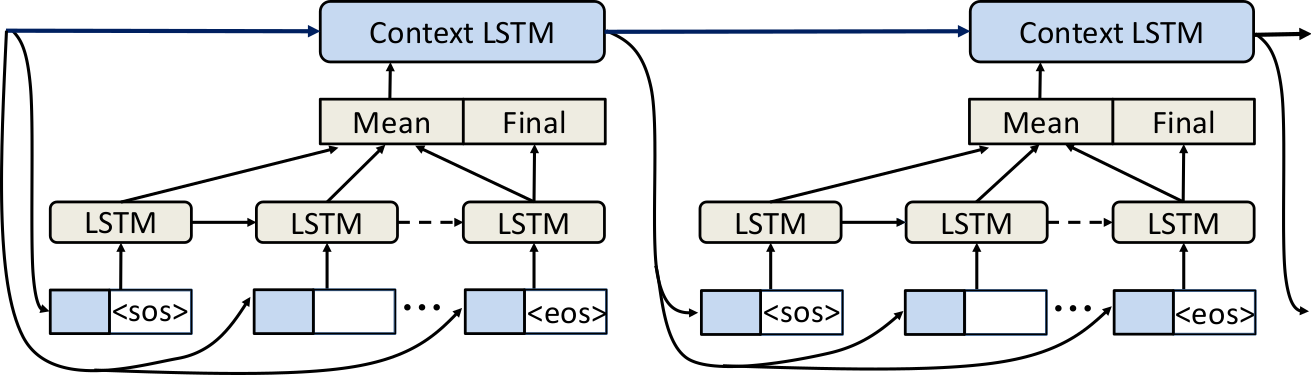 Context LSTM Context LSTM
Mean Final Mean Final
LSTM LSTM LSTM LSTM LSTM LSTM
<sos> ... <eos> <sos> ... <eos>